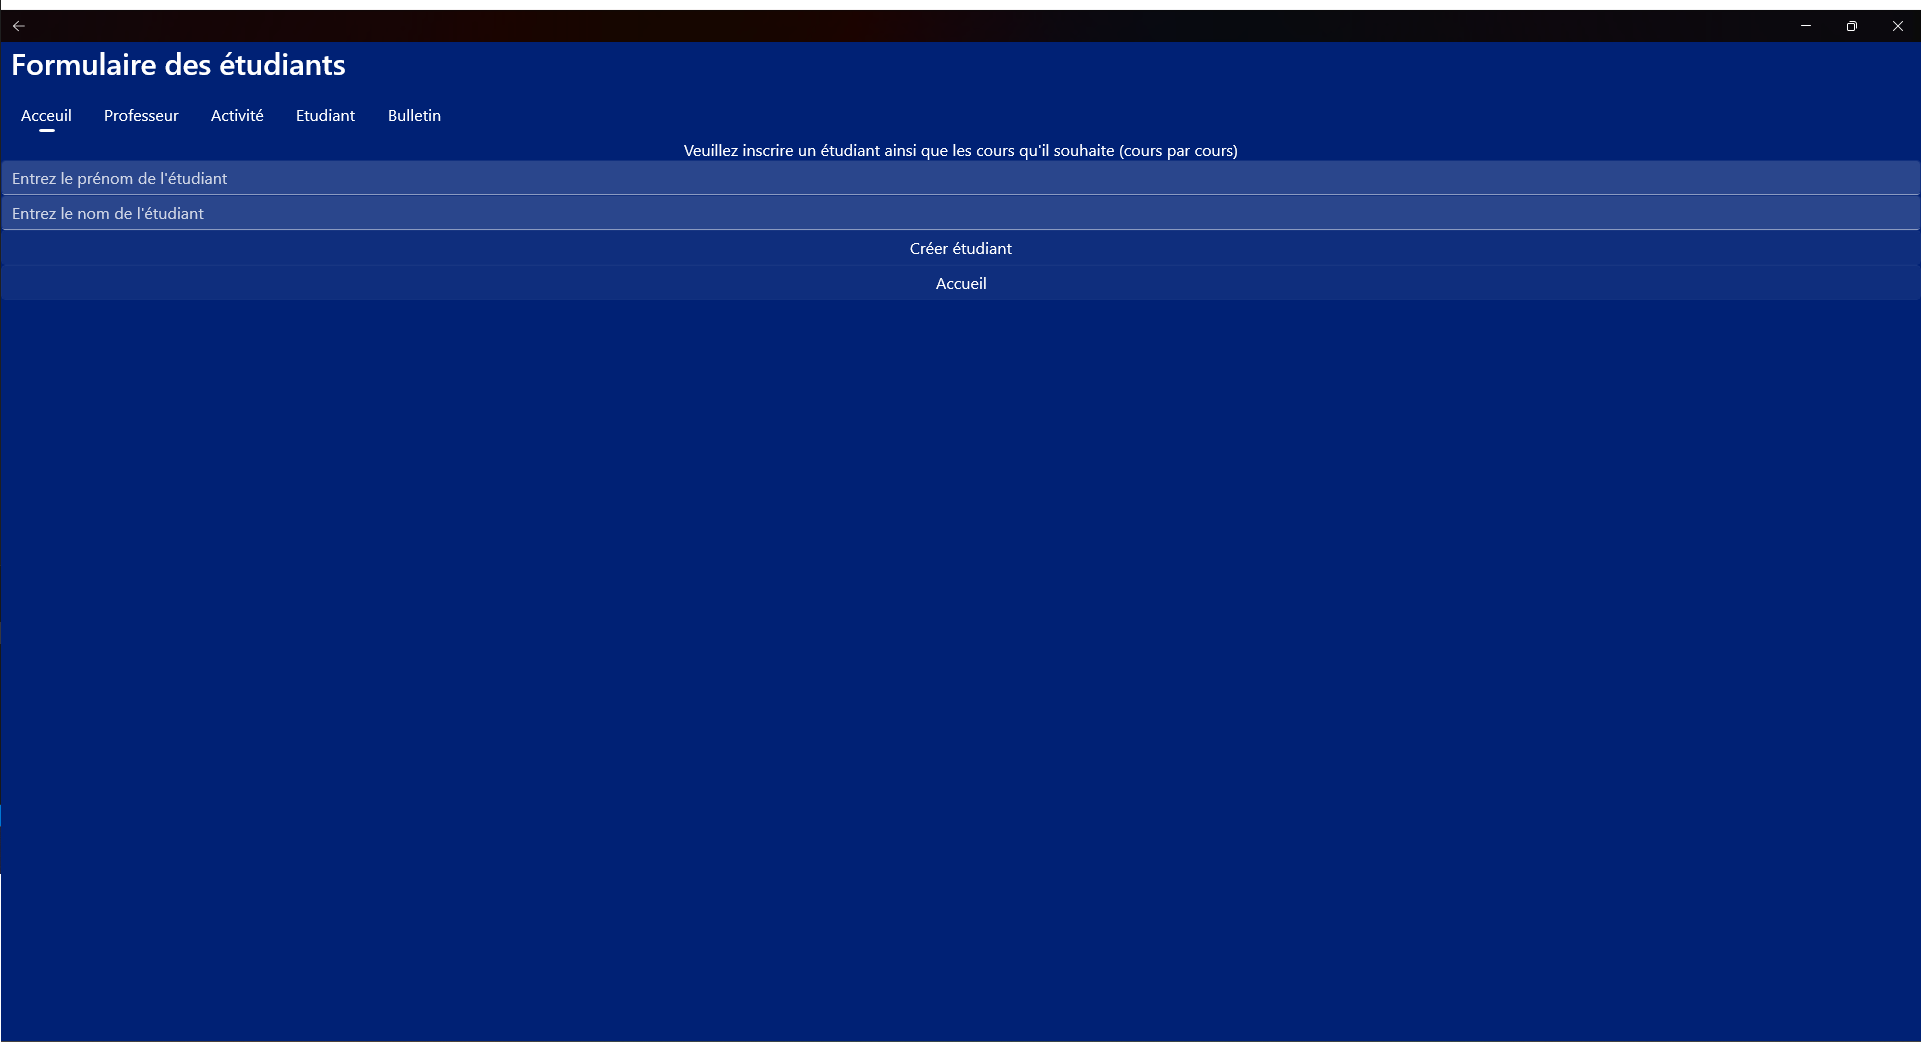 Formulaire des étudiants
Acceuil Professeur Activité Etudiant Bulletin
Veuillez inscrire un étudiant ainsi que les cours qu'il souhaite (cours par cours)
Entrez le prénom de l'étudiant
Entrez le nom de l'étudiant
Créer étudiant
Accueil